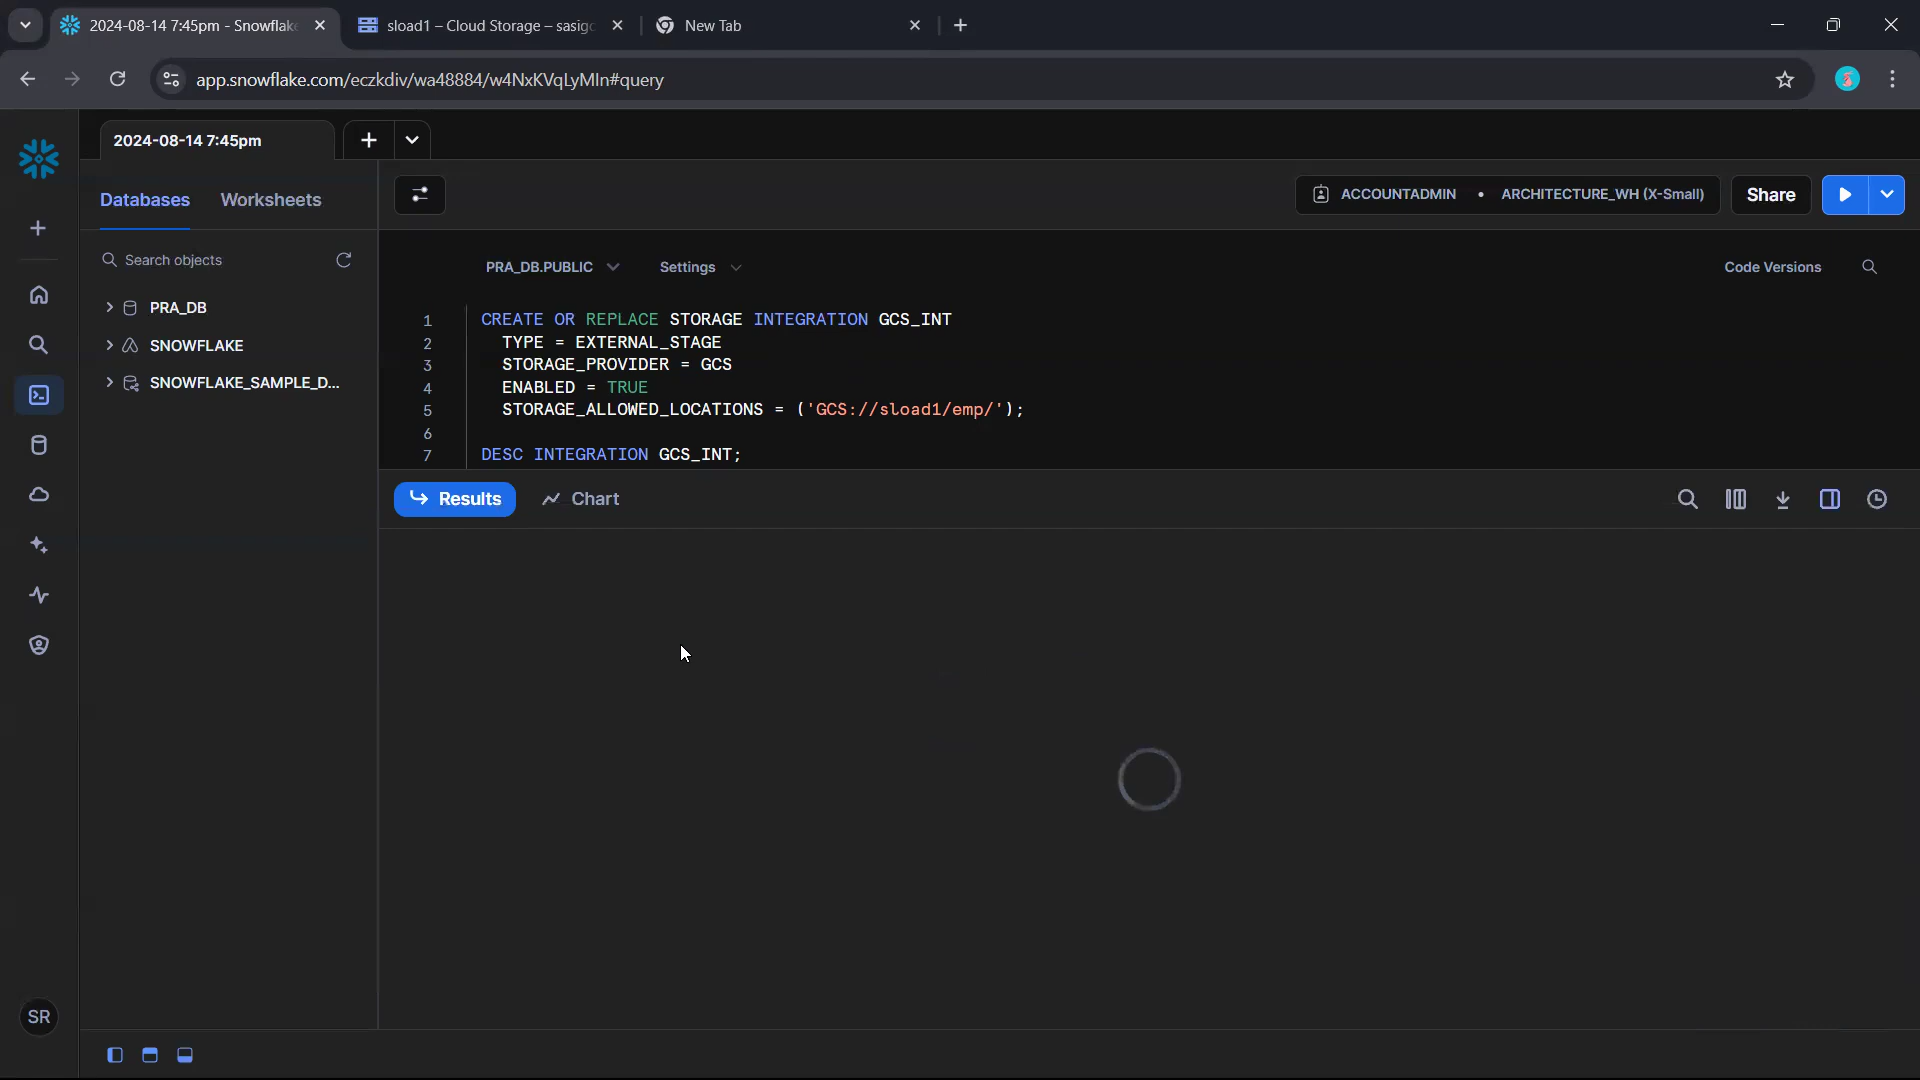 2024-08-14 7:45pm - Snowflake
sload1 – Cloud Storage – sasigc
New Tab
app.snowflake.com/eczkdiv/wa48884/w4NxKVqLyMIn#query
2024-08-14 7:45pm
Databases
Worksheets
ACCOUNTADMIN • ARCHITECTURE_WH (X-Small)
Share
Search objects
PRA_DB.PUBLIC
Settings
Code Versions
PRA_DB
SNOWFLAKE
SNOWFLAKE_SAMPLE_D...
1 CREATE OR REPLACE STORAGE INTEGRATION GCS_INT
2 TYPE = EXTERNAL_STAGE
3 STORAGE_PROVIDER = GCS
4 ENABLED = TRUE
5 STORAGE_ALLOWED_LOCATIONS = ('GCS://sload1/emp/');
6
7 DESC INTEGRATION GCS_INT;
Results
Chart
SR